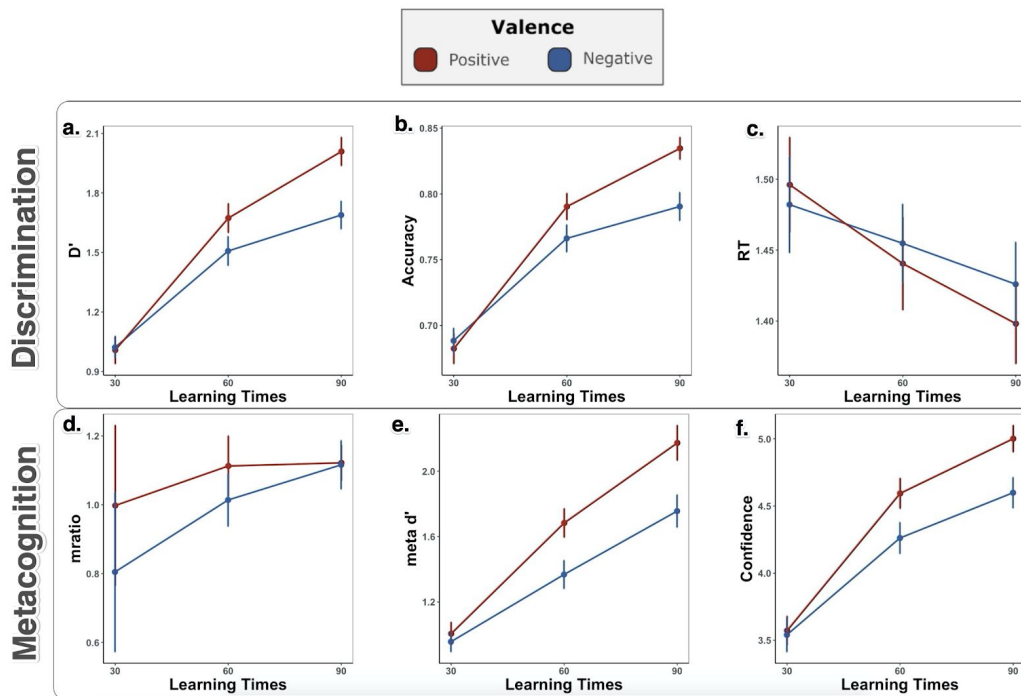 Valence
Positive Negative
Discrimination
a.
2.1
1.8
1.5
1.2
0.9
D'
30 60 90
Learning Times
b.
0.85
0.80
0.75
0.70
Accuracy
30 60 90
Learning Times
c.
1.50
1.45
1.40
RT
30 60 90
Learning Times
Metacognition
d.
1.2
1.0
0.8
0.6
mratio
30 60 90
Learning Times
e.
2.0
1.6
1.2
meta d'
30 60 90
Learning Times
f.
5.0
4.5
4.0
3.5
Confidence
30 60 90
Learning Times